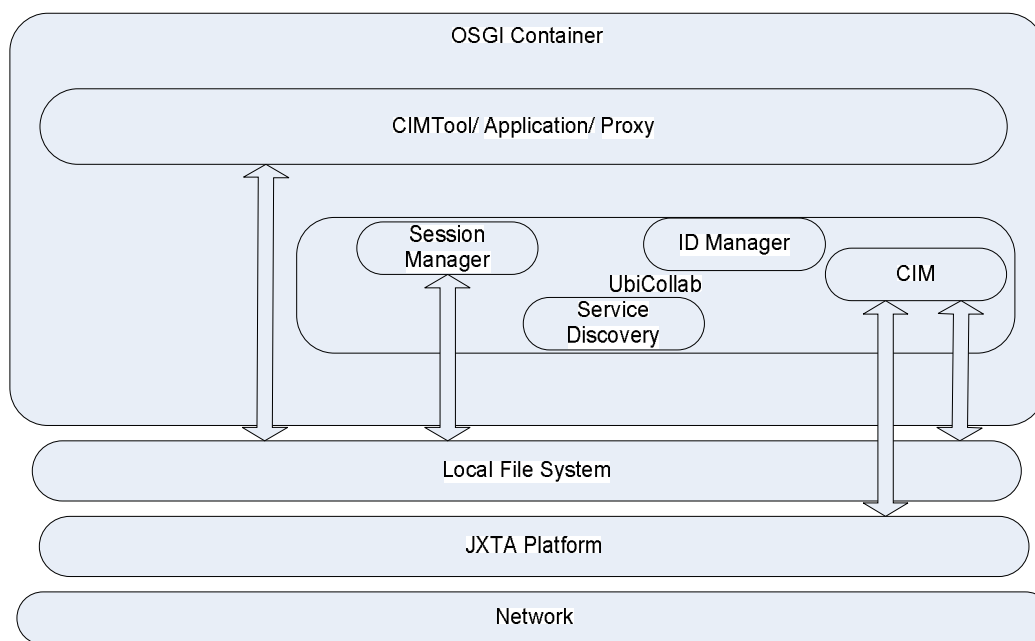 OSGI Container
CIMTool/ Application/ Proxy
Session
Manager
ID Manager
CIM
UbiCollab
Service
Discovery
Local File System
JXTA Platform
Network